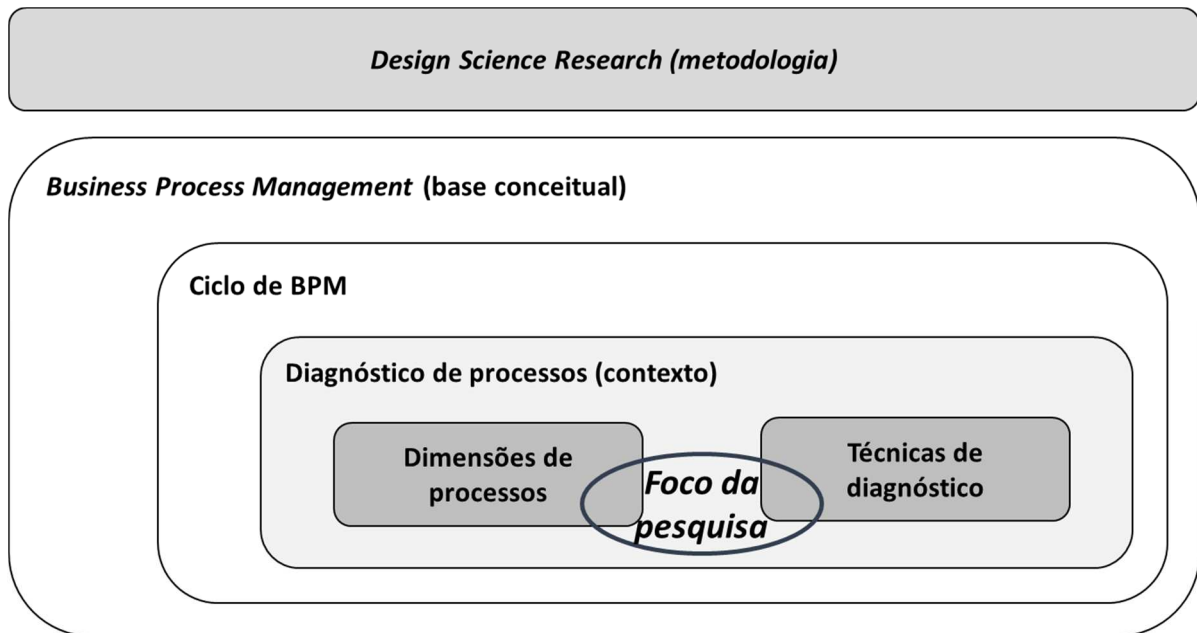 Design Science Research (metodologia)
Business Process Management (base conceitual)
Ciclo de BPM
Diagnóstico de processos (contexto)
Dimensões de
processos
Foco da
pesquisa
Técnicas de
diagnóstico